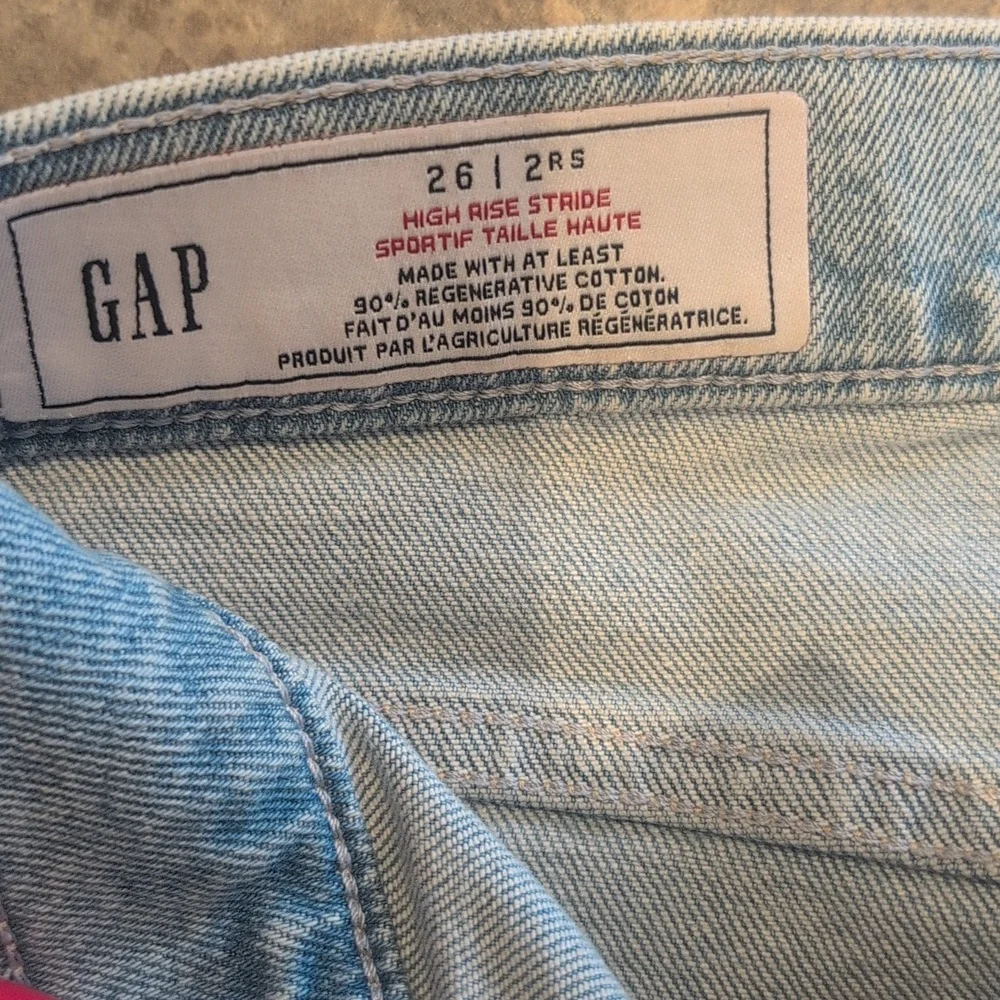 GAP
26 | 2RS
HIGH RISE STRIDE
SPORTIF TAILLE HAUTE
MADE WITH AT LEAST
90% REGENERATIVE COTTON.
FAIT D'AU MOINS 90% DE COTON
PRODUIT PAR L'AGRICULTURE RÉGÉNÉRATRICE.